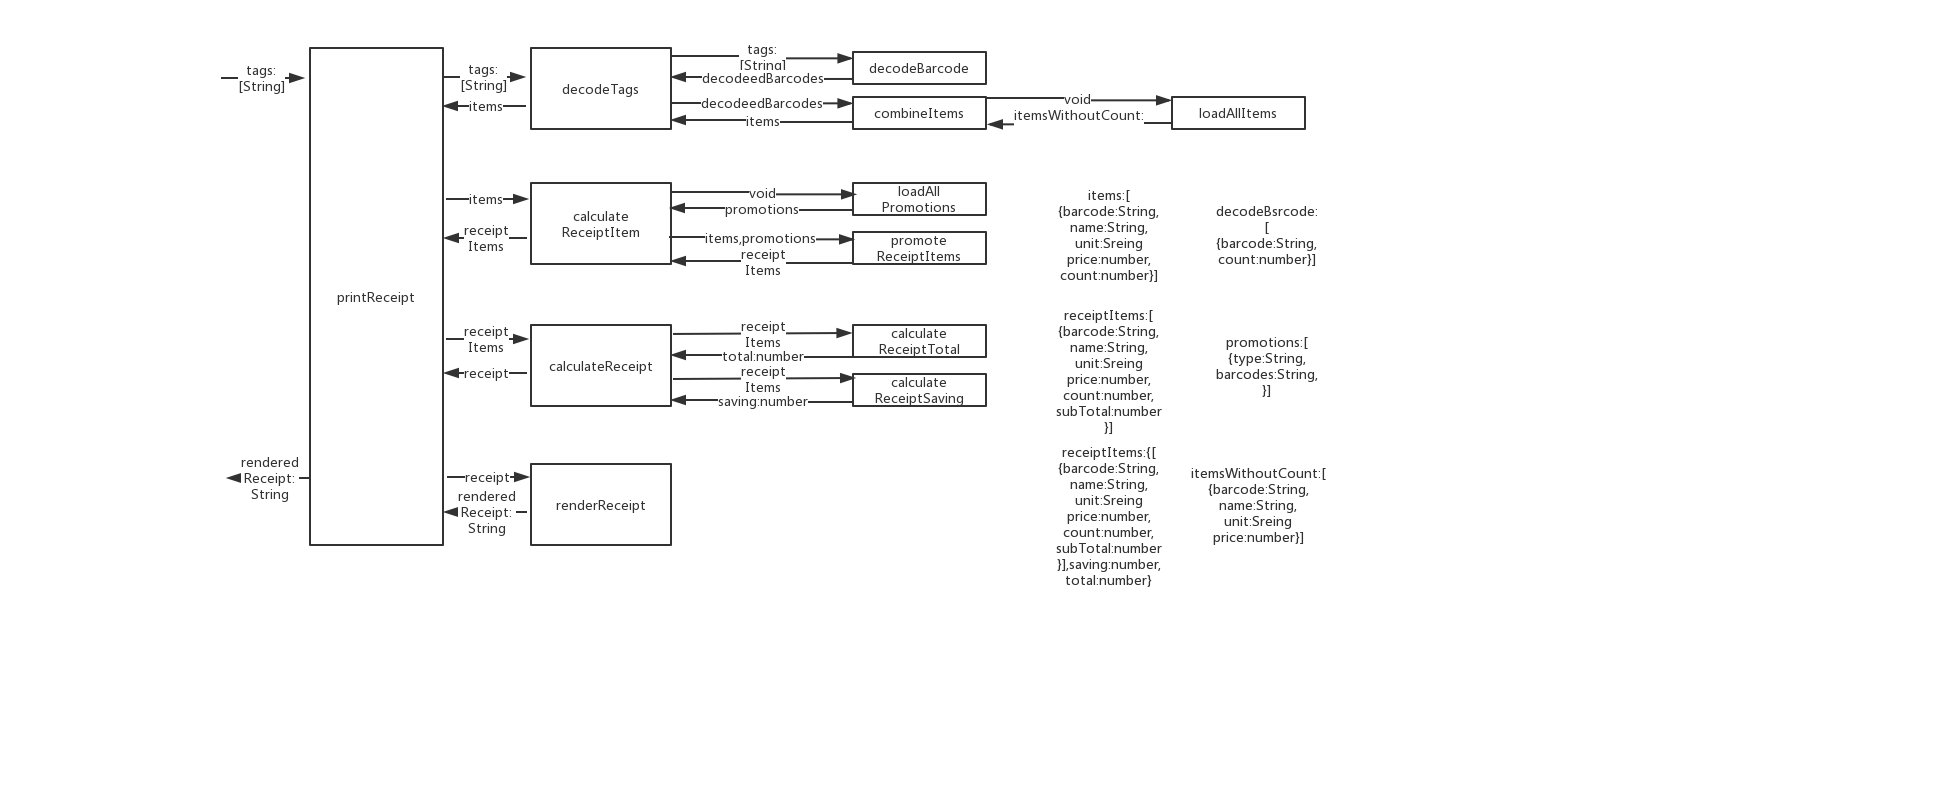 tags:
[String]
tags:
[String]
items
decodeTags
tags:
[String]
decodeedBarcodes
decodeBarcode
decodeedBarcodes
items
combineItems
void
itemsWithoutCount:
loadAllItems
items
receipt
Items
calculate
ReceiptItem
void
promotions
loadAll
Promotions
items,promotions
receipt
Items
promote
ReceiptItems
printReceipt
receipt
Items
receipt
calculateReceipt
receipt
Items
total:number
calculate
ReceiptTotal
receipt
Items
saving:number
calculate
ReceiptSaving
rendered
Receipt:
String
receipt
rendered
Receipt:
String
renderReceipt
items:[
{barcode:String,
name:String,
unit:Sreing
price:number,
count:number}]
decodeBsrcode:
[
{barcode:String,
count:number}]
receiptItems:[
{barcode:String,
name:String,
unit:Sreing
price:number,
count:number,
subTotal:number
}]
promotions:[
{type:String,
barcodes:String,
}]
receiptItems:{[
{barcode:String,
name:String,
unit:Sreing
price:number,
count:number,
subTotal:number
}],saving:number,
total:number}
itemsWithoutCount:[
{barcode:String,
name:String,
unit:Sreing
price:number}]